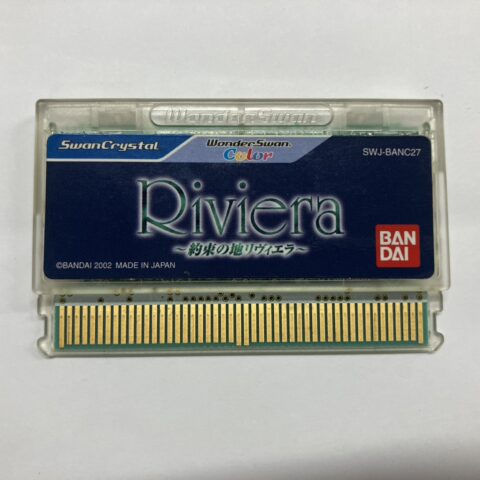 WonderSwan
SwanCrystal
WonderSwan
Color
SWJ-BANC27
Riviera
～約束の地リヴィエラ～
©BANDAI 2002 MADE IN JAPAN
BAN
DAI